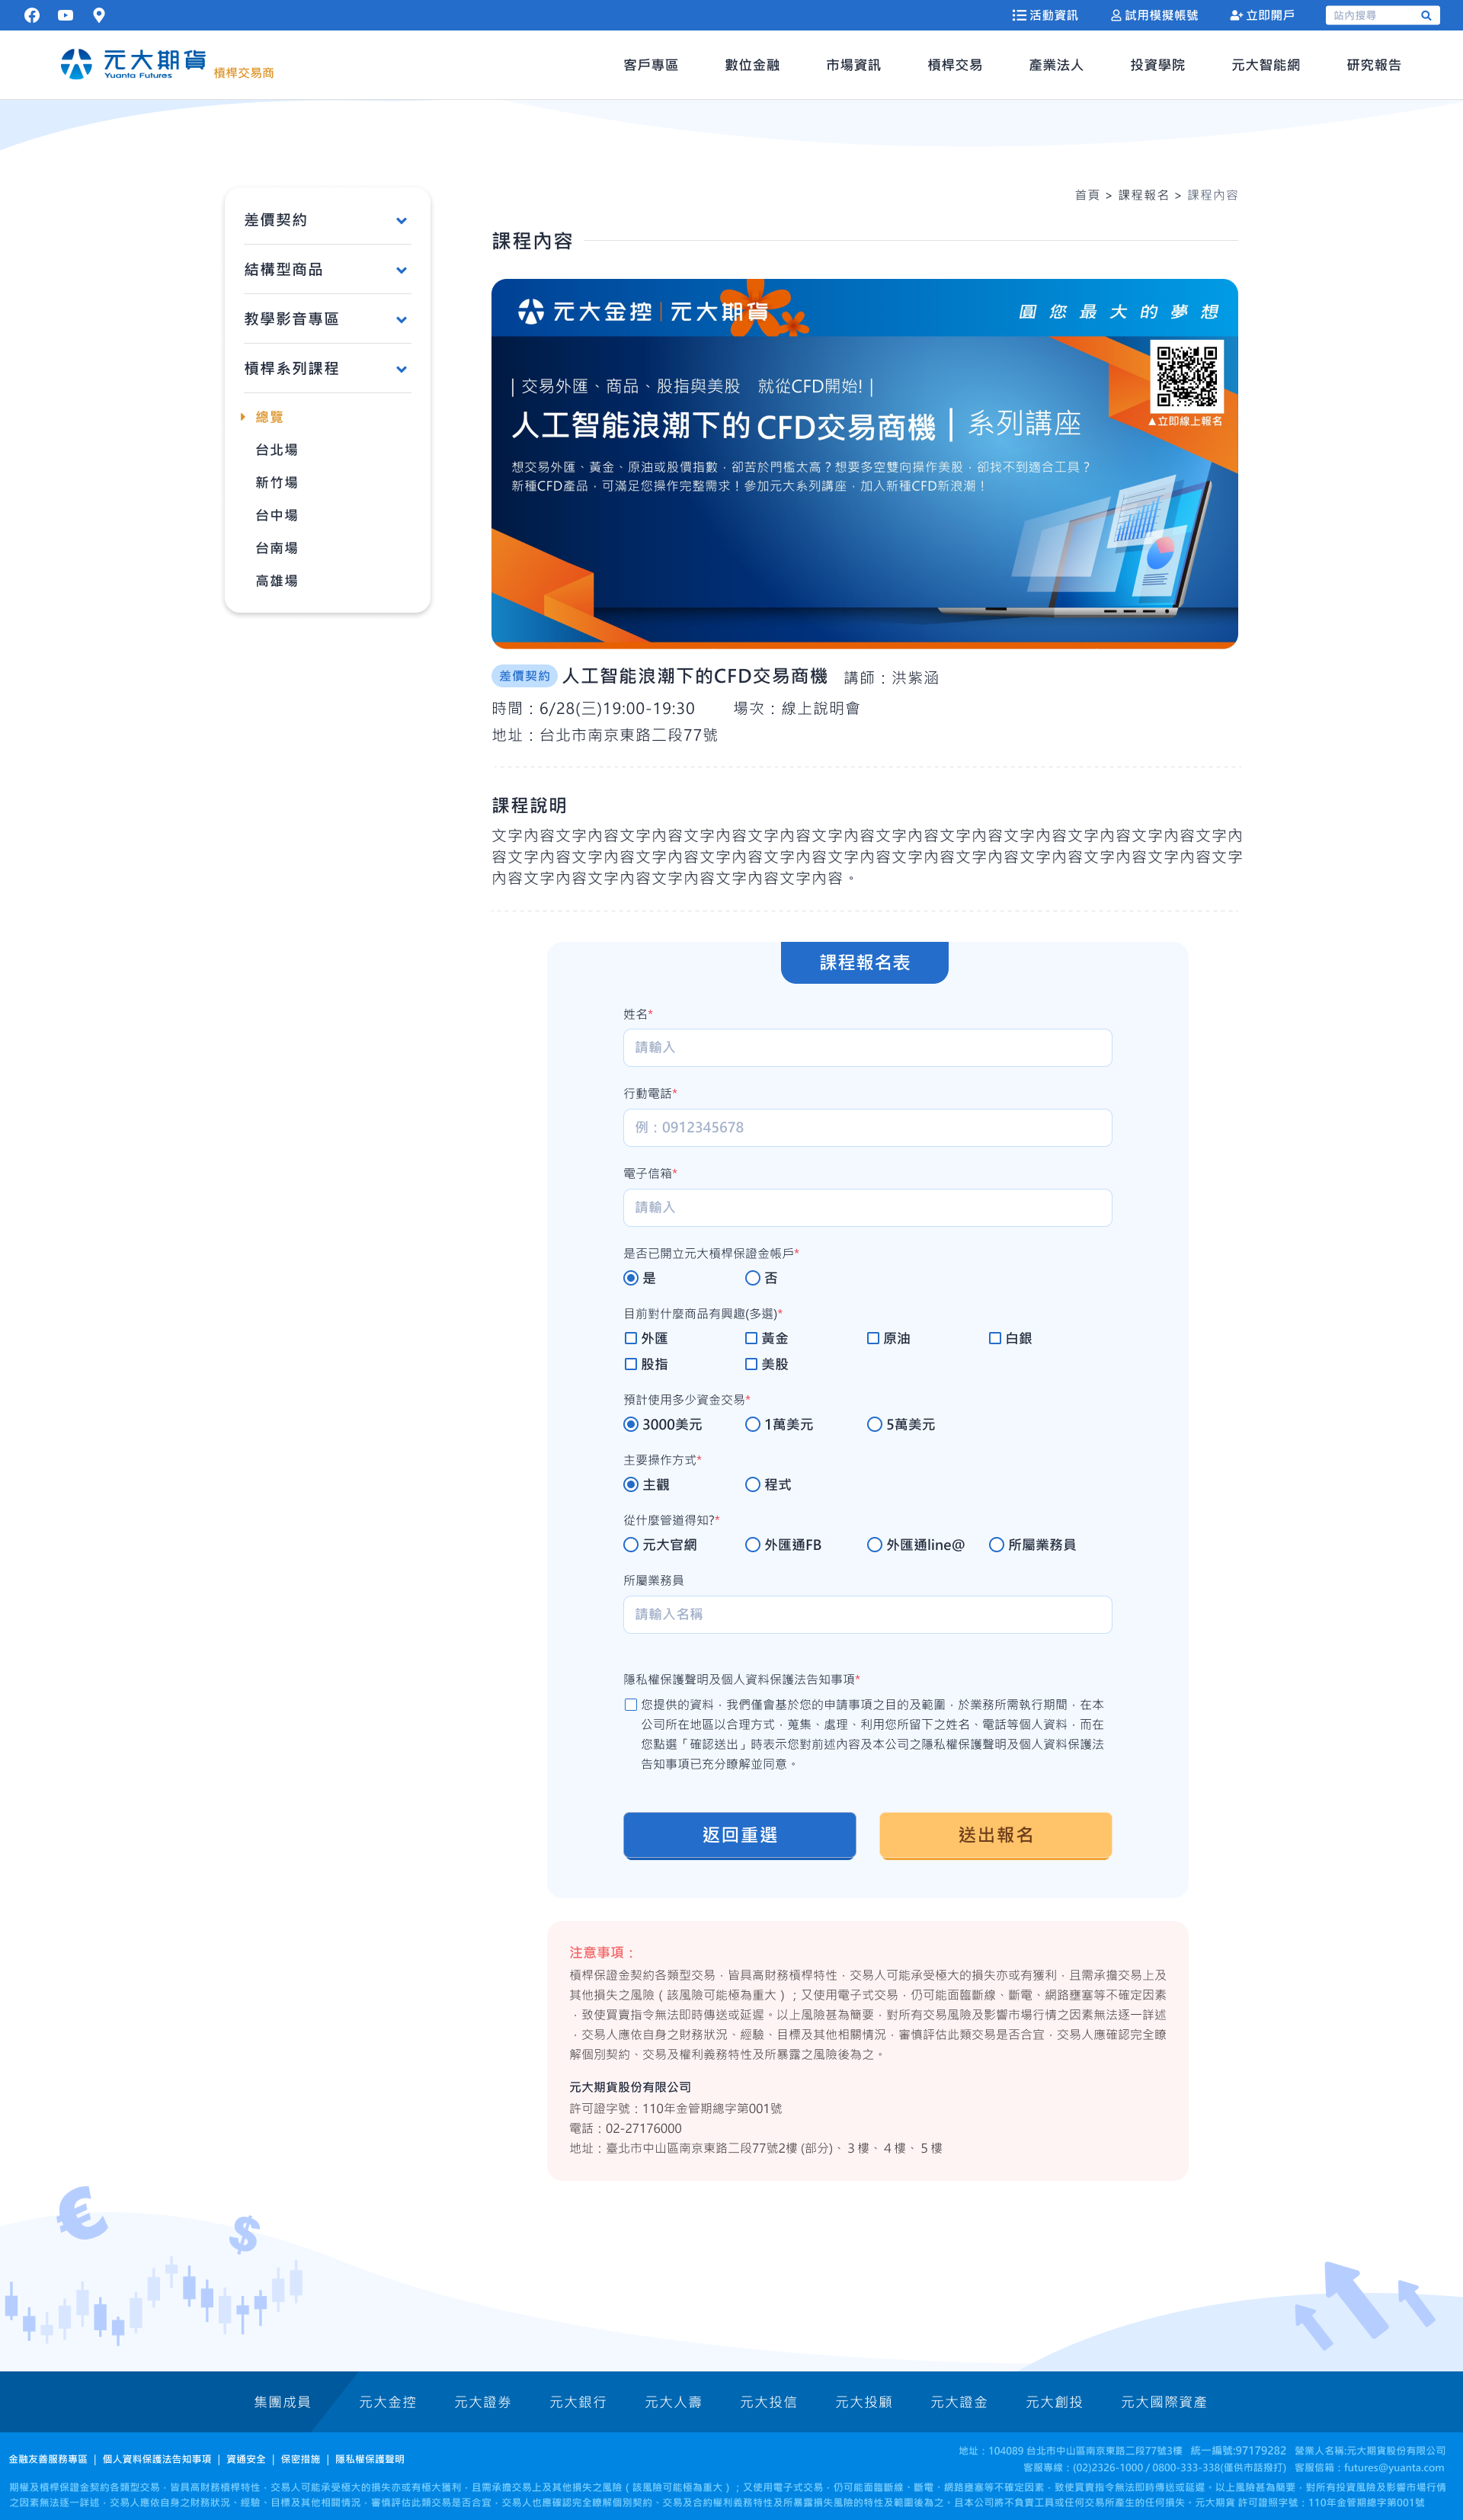 活動資訊
試用模擬帳號
立即開戶
站內搜尋
元大期貨
Yuanta Futures
槓桿交易商
客戶專區
數位金融
市場資訊
槓桿交易
產業法人
投資學院
元大智能網
研究報告
首頁 > 課程報名 > 課程內容
差價契約
結構型商品
教學影音專區
槓桿系列課程
總覽
台北場
新竹場
台中場
台南場
高雄場
課程內容
元大金控|元大期貨
圓您最大的夢想
| 交易外匯、商品、股指與美股 就從CFD開始! |
人工智能浪潮下的 CFD交易商機 | 系列講座
▲立即線上報名
想交易外匯、黃金、原油或股價指數，卻苦於門檻太高？想要多空雙向操作美股，卻找不到適合工具？
新種CFD產品，可滿足您操作完整需求！參加元大系列講座，加入新種CFD新浪潮！
差價契約 人工智能浪潮下的CFD交易商機 講師：洪紫涵
時間：6/28(三)19:00-19:30 場次：線上說明會
地址：台北市南京東路二段77號
課程說明
文字內容文字內容文字內容文字內容文字內容文字內容文字內容文字內容文字內容文字內容文字內容文字內
容文字內容文字內容文字內容文字內容文字內容文字內容文字內容文字內容文字內容文字內容文字內容文字
內容文字內容文字內容文字內容文字內容文字內容。
課程報名表
姓名*
請輸入
行動電話*
例：0912345678
電子信箱*
請輸入
是否已開立元大槓桿保證金帳戶*
是 否
目前對什麼商品有興趣(多選)*
外匯 黃金 原油 白銀
股指 美股
預計使用多少資金交易*
3000美元 1萬美元 5萬美元
主要操作方式*
主觀 程式
從什麼管道得知?*
元大官網 外匯通FB 外匯通line@ 所屬業務員
所屬業務員
請輸入名稱
隱私權保護聲明及個人資料保護法告知事項*
您提供的資料，我們僅會基於您的申請事項之目的及範圍，於業務所需執行期間，在本
公司所在地區以合理方式，蒐集、處理、利用您所留下之姓名、電話等個人資料，而在
您點選「確認送出」時表示您對前述內容及本公司之隱私權保護聲明及個人資料保護法
告知事項已充分瞭解並同意。
返回重選
送出報名
注意事項：
槓桿保證金契約各類型交易，皆具高財務槓桿特性，交易人可能承受極大的損失亦或有獲利，且需承擔交易上及
其他損失之風險（該風險可能極為重大）；又使用電子式交易，仍可能面臨斷線、斷電、網路壅塞等不確定因素
，致使買賣指令無法即時傳送或延遲。以上風險甚為簡要，對所有交易風險及影響市場行情之因素無法逐一詳述
，交易人應依自身之財務狀況、經驗、目標及其他相關情況，審慎評估此類交易是否合宜，交易人應確認完全瞭
解個別契約、交易及權利義務特性及所暴露之風險後為之。
元大期貨股份有限公司
許可證字號：110年金管期總字第001號
電話：02-27176000
地址：臺北市中山區南京東路二段77號2樓 (部分)、３樓、４樓、５樓
集團成員
元大金控
元大證券
元大銀行
元大人壽
元大投信
元大投顧
元大證金
元大創投
元大國際資產
金融友善服務專區 | 個人資料保護法告知事項 | 資通安全 | 保密措施 | 隱私權保護聲明
地址：104089 台北市中山區南京東路二段77號3樓 統一編號:97179282 營業人名稱:元大期貨股份有限公司
客服專線：(02)2326-1000 / 0800-333-338(僅供市話撥打) 客服信箱：futures@yuanta.com
期權及槓桿保證金契約各類型交易，皆具高財務槓桿特性，交易人可能承受極大的損失亦或有極大獲利，且需承擔交易上及其他損失之風險（該風險可能極為重大）；又使用電子式交易，仍可能面臨斷線、斷電、網路壅塞等不確定因素，致使買賣指令無法即時傳送或延遲。以上風險甚為簡要，對所有投資風險及影響市場行情
之因素無法逐一詳述，交易人應依自身之財務狀況、經驗、目標及其他相關情況，審慎評估此類交易是否合宜，交易人也應確認完全瞭解個別契約、交易及合約權利義務特性及所暴露損失風險的特性及範圍後為之，且本公司將不負責工具或任何交易所產生的任何損失。元大期貨 許可證照字號：110年金管期總字第001號